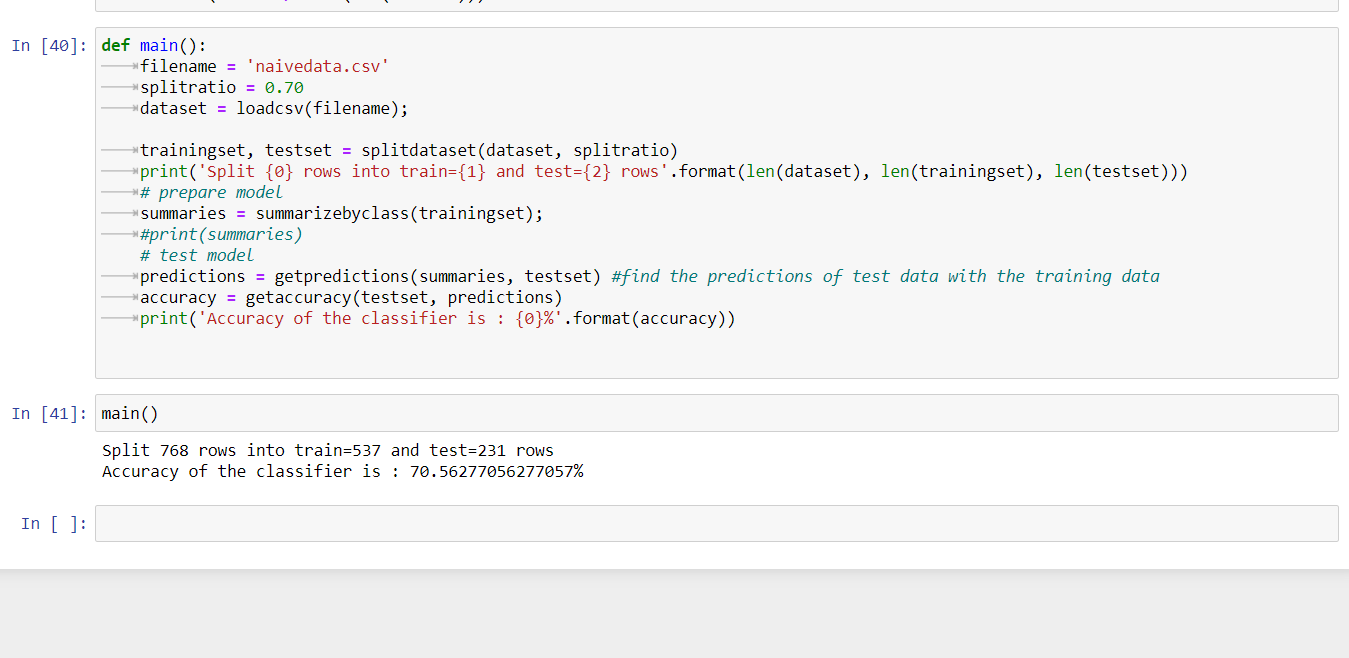 In [40]: def main():
filename = 'naivedata.csv'
splitratio = 0.70
dataset = loadcsv(filename);
trainingset, testset = splitdataset(dataset, splitratio)
print('Split {0} rows into train={1} and test={2} rows'.format(len(dataset), len(trainingset), len(testset)))
# prepare model
summaries = summarizebyclass(trainingset);
#print(summaries)
# test model
predictions = getpredictions(summaries, testset) #find the predictions of test data with the training data
accuracy = getaccuracy(testset, predictions)
print('Accuracy of the classifier is : {0}%'.format(accuracy))
In [41]: main()
Split 768 rows into train=537 and test=231 rows
Accuracy of the classifier is : 70.56277056277057%
In [ ]: